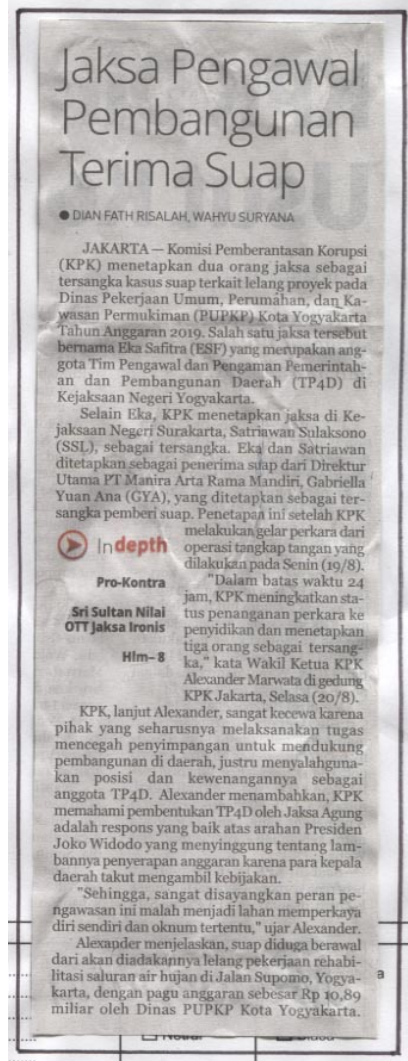 Jaksa Pengawal
Pembangunan
Terima Suap
● DIAN FATH RISALAH, WAHYU SURYANA
JAKARTA — Komisi Pemberantasan Korupsi
(KPK) menetapkan dua orang jaksa sebagai
tersangka kasus suap terkait lelang proyek pada
Dinas Pekerjaan Umum, Perumahan, dan Ka-
wasan Permukiman (PUPKP) Kota Yogyakarta
Tahun Anggaran 2019. Salah satu jaksa tersebut
bernama Eka Safitra (ESF) yang merupakan ang-
gota Tim Pengawal dan Pengaman Pemerintah-
an dan Pembangunan Daerah (TP4D) di
Kejaksaan Negeri Yogyakarta.
Selain Eka, KPK menetapkan jaksa di Ke-
jaksaan Negeri Surakarta, Satriawan Sulaksono
(SSL), sebagai tersangka. Eka dan Satriawan
ditetapkan sebagai penerima suap dari Direktur
Utama PT Manira Arta Rama Mandiri, Gabriella
Yuan Ana (GYA), yang ditetapkan sebagai ter-
sangka pemberi suap. Penetapan ini setelah KPK
melakukan gelar perkara dari
operasi tangkap tangan yang
dilakukan pada Senin (19/8).
"Dalam batas waktu 24
jam, KPK meningkatkan sta-
tus penanganan perkara ke
penyidikan dan menetapkan
tiga orang sebagai tersang-
ka," kata Wakil Ketua KPK
Alexander Marwata di gedung
KPK Jakarta, Selasa (20/8).
Indepth
Pro-Kontra
Sri Sultan Nilai
OTT Jaksa Ironis
Hlm- 8
KPK, lanjut Alexander, sangat kecewa karena
pihak yang seharusnya melaksanakan tugas
mencegah penyimpangan untuk mendukung
pembangunan di daerah, justru menyalahguna-
kan posisi dan kewenangannya sebagai
anggota TP4D. Alexander menambahkan, KPK
memahami pembentukan TP4D oleh Jaksa Agung
adalah respons yang baik atas arahan Presiden
Joko Widodo yang menyinggung tentang lam-
bannya penyerapan anggaran karena para kepala
daerah takut mengambil kebijakan.
"Sehingga, sangat disayangkan peran pe-
ngawasan ini malah menjadi lahan memperkaya
diri sendiri dan oknum tertentu," ujar Alexander.
Alexander menjelaskan, suap diduga berawal
dari akan diadakannya lelang pekerjaan rehabi-
litasi saluran air hujan di Jalan Supomo, Yogya-
karta, dengan pagu anggaran sebesar Rp 10,89
miliar oleh Dinas PUPKP Kota Yogyakarta.
a